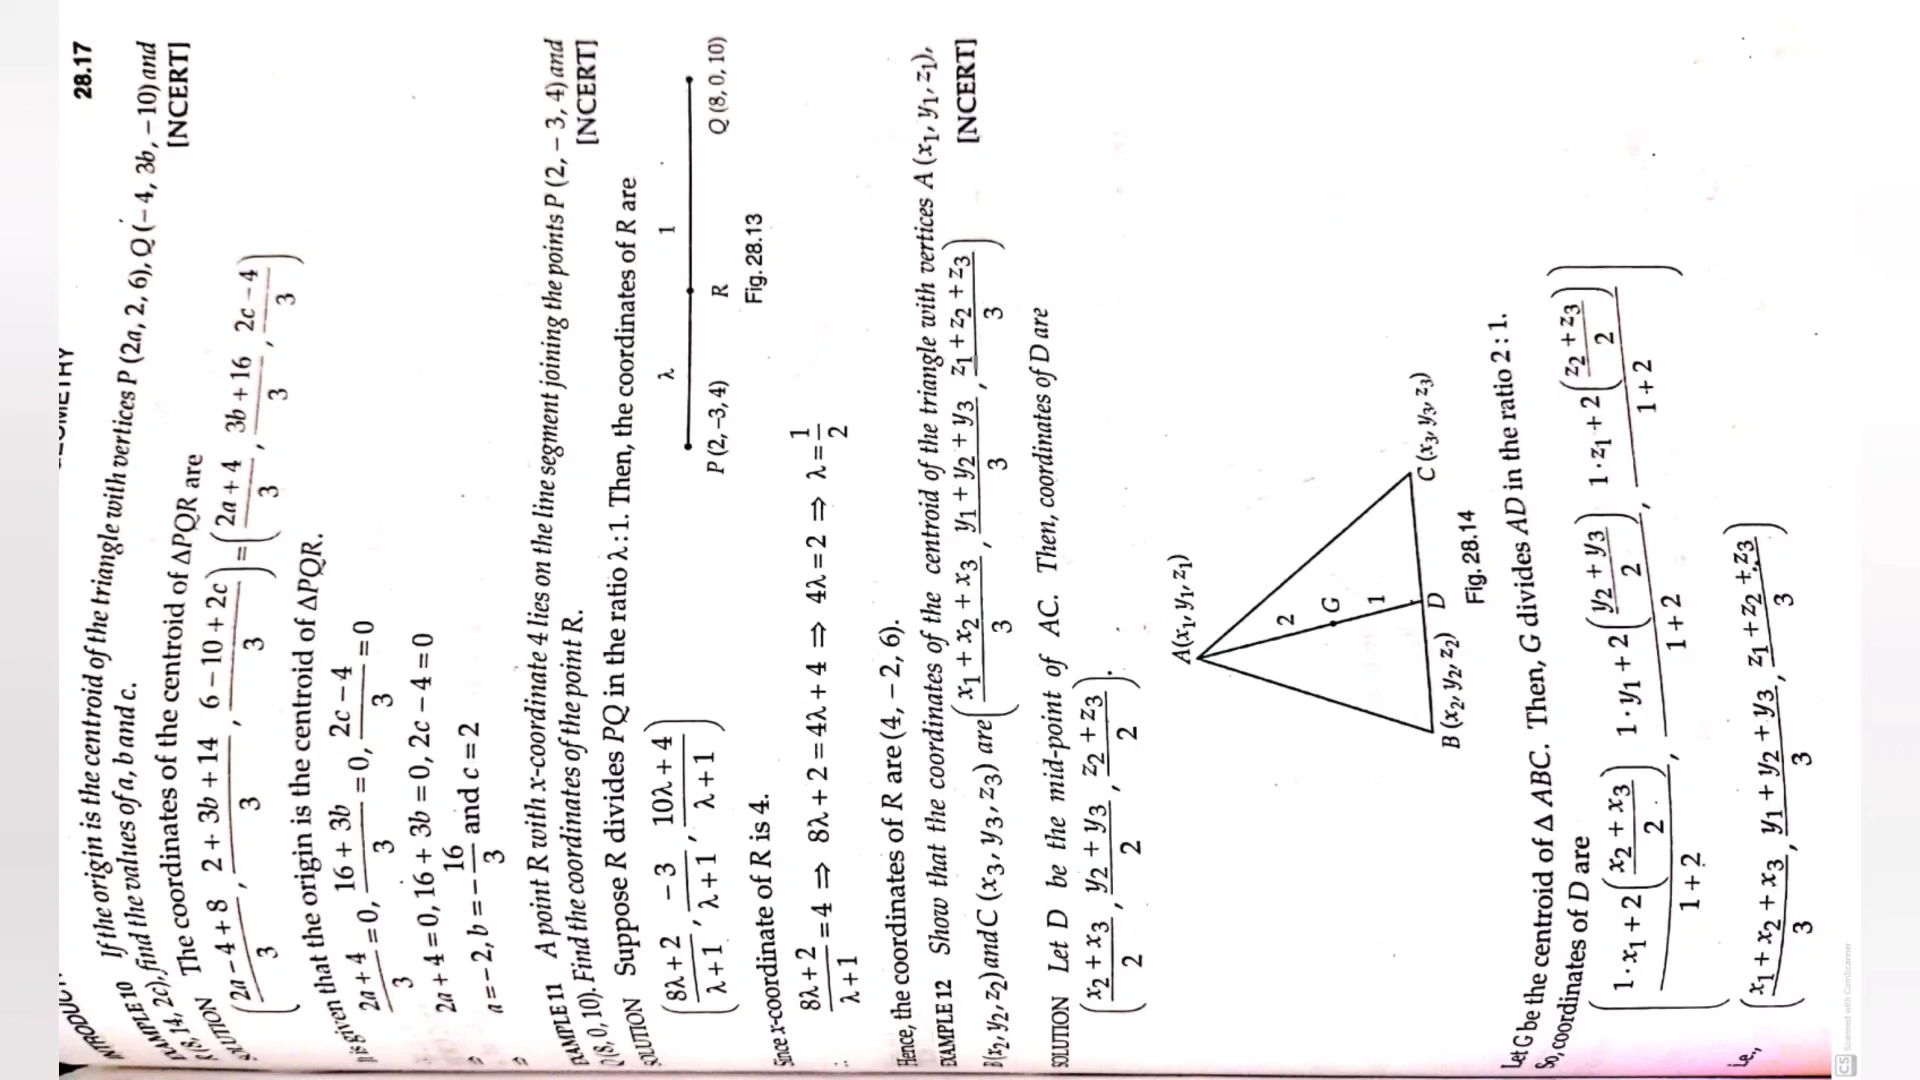 28.17
EXAMPLE 10 If the origin is the centroid of the triangle with vertices P (2a, 2, 6), Q (– 4, 3b, – 10) and
R (8, 14, 2c), find the values of a, b and c. [NCERT]
SOLUTION The coordinates of the centroid of ΔPQR are
( (2a – 4 + 8)/3 , (2 + 3b + 14)/3 , (6 – 10 + 2c)/3 ) = ( (2a + 4)/3 , (3b + 16)/3 , (2c – 4)/3 )
It is given that the origin is the centroid of ΔPQR.
(2a + 4)/3 = 0, (16 + 3b)/3 = 0, (2c – 4)/3 = 0
⇒ 2a + 4 = 0, 16 + 3b = 0, 2c – 4 = 0
⇒ a = – 2, b = – 16/3 and c = 2
EXAMPLE 11 A point R with x-coordinate 4 lies on the line segment joining the points P (2, – 3, 4) and
Q (8, 0, 10). Find the coordinates of the point R. [NCERT]
SOLUTION Suppose R divides PQ in the ratio λ : 1. Then, the coordinates of R are
( (8λ + 2)/(λ + 1) , – 3/(λ + 1) , (10λ + 4)/(λ + 1) )
λ 1
P (2, –3, 4) R Q (8, 0, 10)
Fig. 28.13
Since x-coordinate of R is 4.
∴ (8λ + 2)/(λ + 1) = 4 ⇒ 8λ + 2 = 4λ + 4 ⇒ 4λ = 2 ⇒ λ = 1/2
Hence, the coordinates of R are (4, – 2, 6).
EXAMPLE 12 Show that the coordinates of the centroid of the triangle with vertices A (x₁, y₁, z₁),
B(x₂, y₂, z₂) and C (x₃, y₃, z₃) are ( (x₁ + x₂ + x₃)/3 , (y₁ + y₂ + y₃)/3 , (z₁ + z₂ + z₃)/3 ) [NCERT]
SOLUTION Let D be the mid-point of AC. Then, coordinates of D are
( (x₂ + x₃)/2 , (y₂ + y₃)/2 , (z₂ + z₃)/2 ).
A(x₁, y₁, z₁)
2
G
1
B (x₂, y₂, z₂) D C (x₃, y₃, z₃)
Fig. 28.14
Let G be the centroid of Δ ABC. Then, G divides AD in the ratio 2 : 1.
So, coordinates of D are
( (1·x₁ + 2((x₂ + x₃)/2))/(1 + 2) , (1·y₁ + 2((y₂ + y₃)/2))/(1 + 2) , (1·z₁ + 2((z₂ + z₃)/2))/(1 + 2) )
i.e., ( (x₁ + x₂ + x₃)/3 , (y₁ + y₂ + y₃)/3 , (z₁ + z₂ + z₃)/3 )
CS Scanned with CamScanner